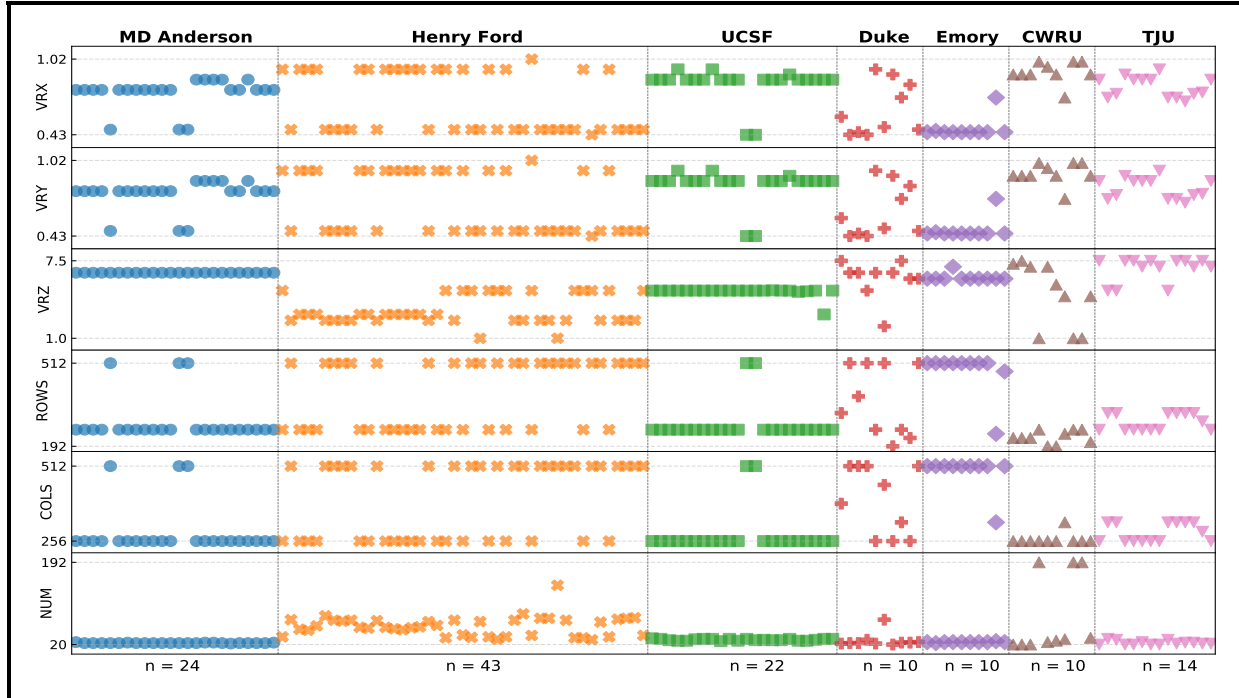 MD Anderson Henry Ford UCSF Duke Emory CWRU TJU
1.02
VRX
0.43
1.02
VRY
0.43
7.5
VRZ
1.0
512
ROWS
192
512
COLS
256
192
NUM
20
n = 24 n = 43 n = 22 n = 10 n = 10 n = 10 n = 14